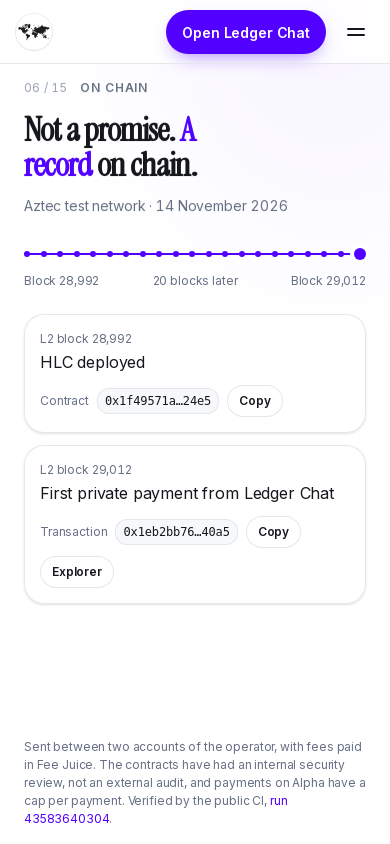 Open Ledger Chat
06 / 15 ON CHAIN
Not a promise. A
record on chain.
Aztec test network · 14 November 2026
Block 28,992 20 blocks later Block 29,012
L2 block 28,992
HLC deployed
Contract 0x1f49571a…24e5 Copy
L2 block 29,012
First private payment from Ledger Chat
Transaction 0x1eb2bb76…40a5 Copy
Explorer
Sent between two accounts of the operator, with fees paid
in Fee Juice. The contracts have had an internal security
review, not an external audit, and payments on Alpha have a
cap per payment. Verified by the public CI, run
43583640304.